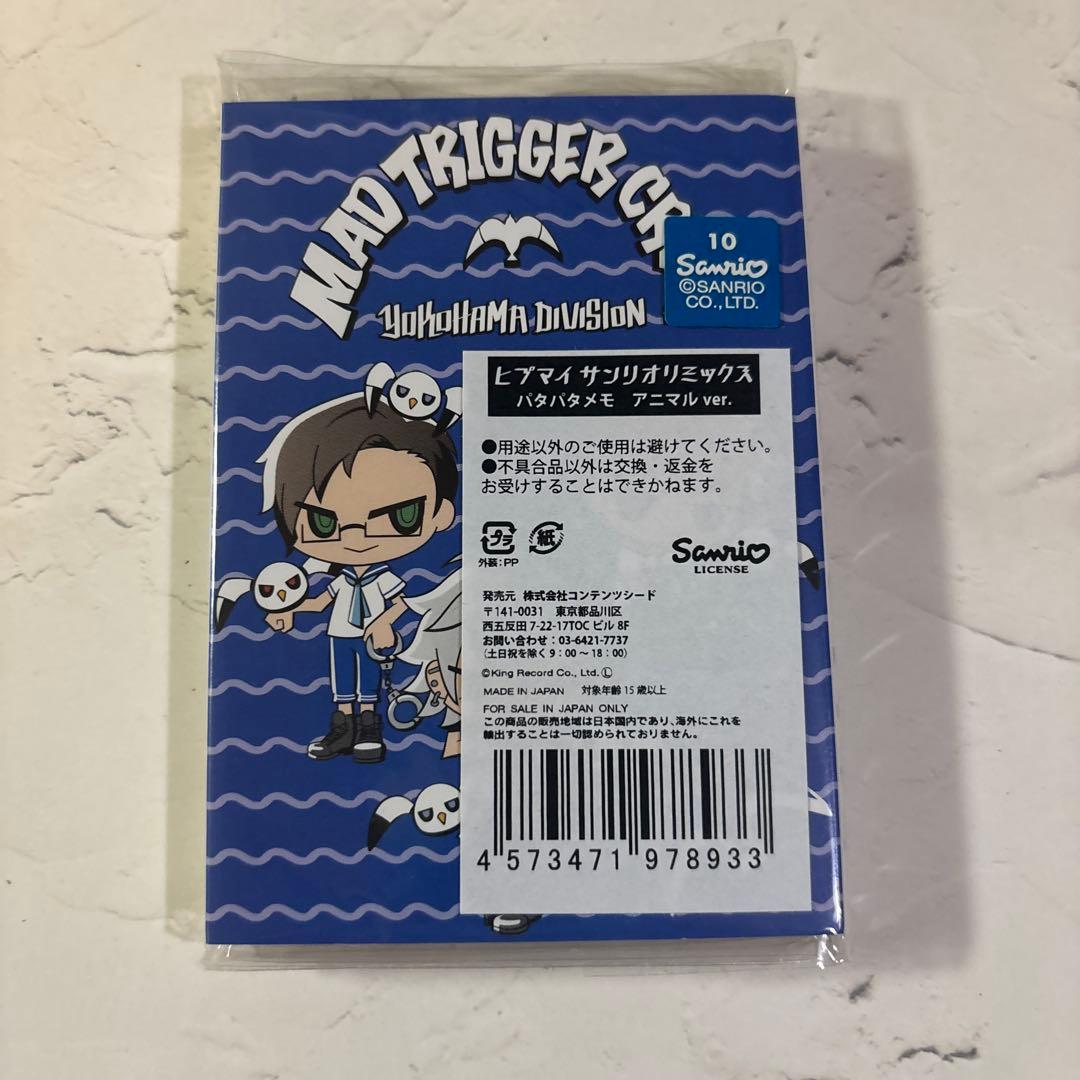 MAD TRIGGER CR
YOKOHAMA DIVISION
10
Sanrio
©SANRIO
CO.,LTD.
ヒプマイ サンリオリミックス
パタパタメモ アニマル ver.
●用途以外のご使用は避けてください。
●不具合品以外は交換・返金を
お受けすることはできかねます。
プラ
紙
外装:PP
Sanrio
LICENSE
発売元 株式会社コンテンツシード
〒141-0031 東京都品川区
西五反田 7-22-17TOC ビル 8F
お問い合わせ:03-6421-7737
(土日祝を除く 9:00 〜 18:00)
©King Record Co., Ltd. Ⓛ
MADE IN JAPAN 対象年齢 15 歳以上
FOR SALE IN JAPAN ONLY
この商品の販売地域は日本国内であり、海外にこれを
輸出することは一切認められておりません。
4 573471 978933